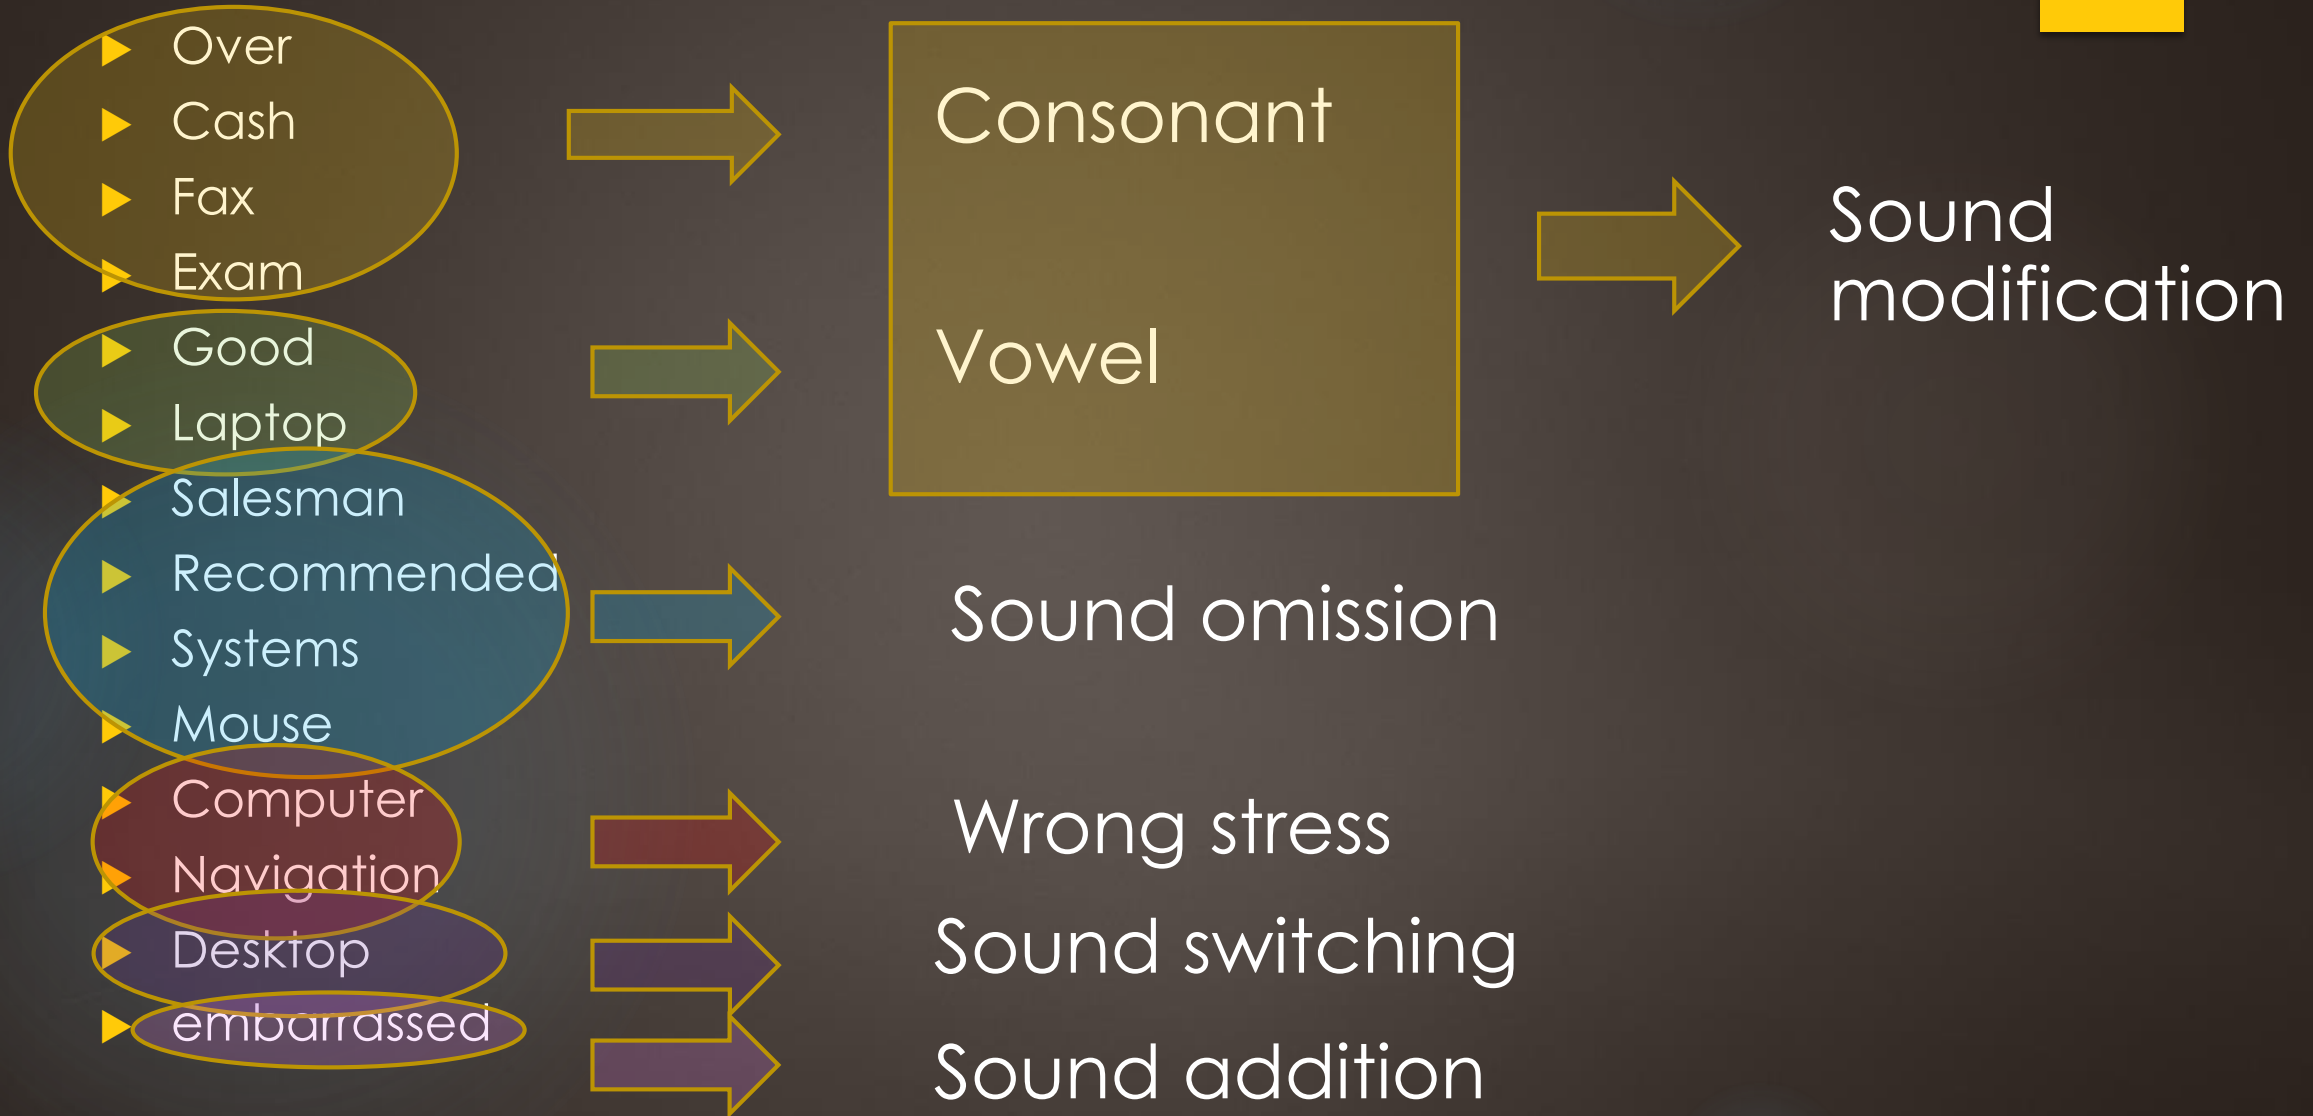 Over
Cash
Fax
Exam
Good
Laptop
Salesman
Recommended
Systems
Mouse
Computer
Navigation
Desktop
embarrassed
Consonant
Vowel
Sound omission
Wrong stress
Sound switching
Sound addition
Sound
modification